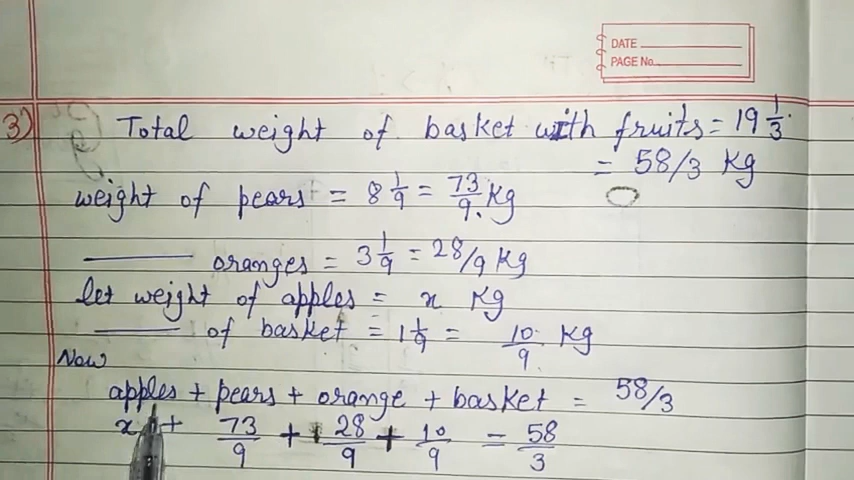 DATE
PAGE No.
3) Total weight of basket with fruits = 19 1/3
= 58/3 Kg
weight of pears = 8 1/9 = 73/9 Kg
oranges = 3 1/9 = 28/9 Kg
let weight of apples = x Kg
of basket = 1 1/9 = 10/9 Kg
Now
apples + pears + orange + basket = 58/3
x + 73/9 + 28/9 + 10/9 = 58/3